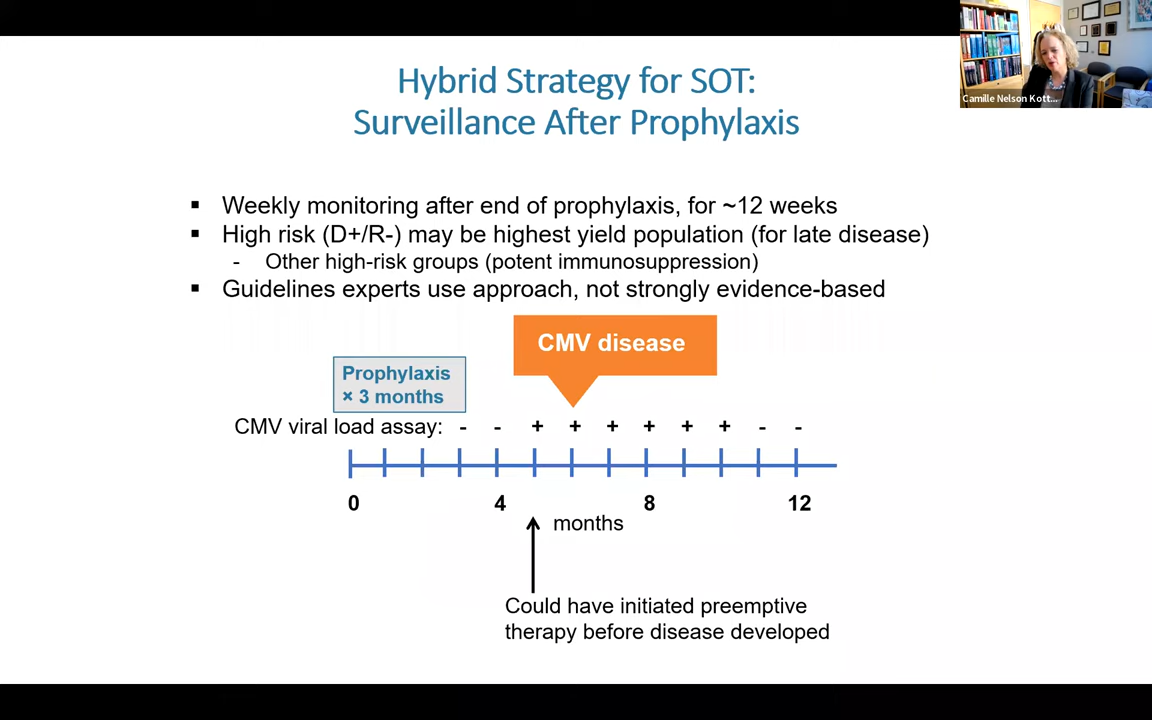 Hybrid Strategy for SOT:
Surveillance After Prophylaxis
Camille Nelson Kott...
▪ Weekly monitoring after end of prophylaxis, for ~12 weeks
▪ High risk (D+/R-) may be highest yield population (for late disease)
- Other high-risk groups (potent immunosuppression)
▪ Guidelines experts use approach, not strongly evidence-based
CMV disease
Prophylaxis
× 3 months
CMV viral load assay: - - + + + + + + - -
0 4 8 12
months
Could have initiated preemptive
therapy before disease developed